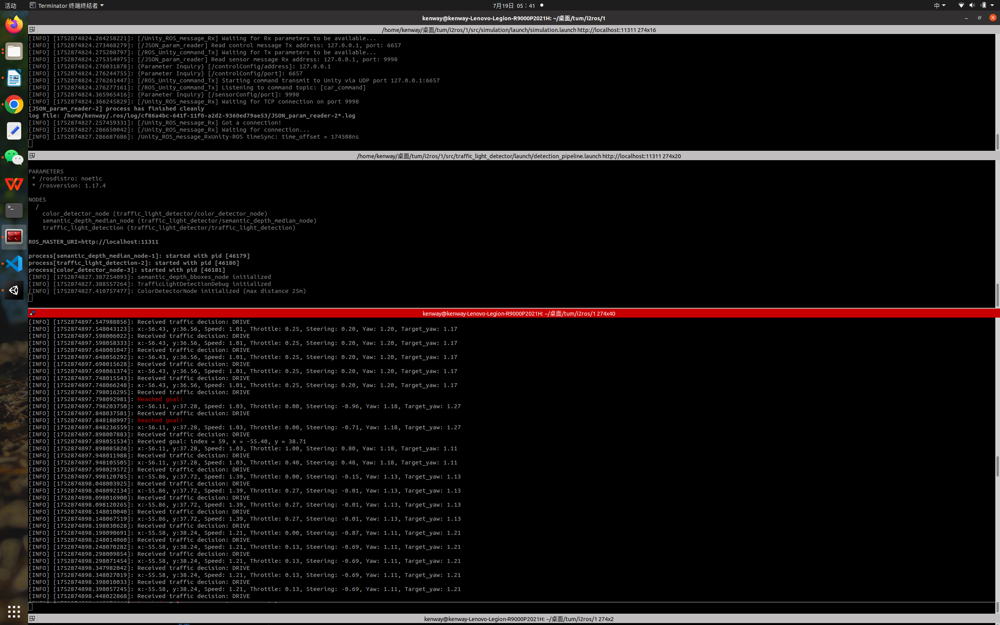 活动
Terminator 终端终结者
7月19日 05：41
中
kenway@kenway-Lenovo-Legion-R9000P2021H: ~/桌面/tum/i2ros/1
/home/kenway/桌面/tum/i2ros/1/src/simulation/launch/simulation.launch http://localhost:11311 274x16
[INFO] [1752874824.264258221]: [/Unity_ROS_message_Rx] Waiting for Rx parameters to be available...
[INFO] [1752874824.273468279]: [/JSON_param_reader] Read control message Tx address: 127.0.0.1, port: 6657
[INFO] [1752874824.275208797]: [/ROS_Unity_command_Tx] Waiting for Tx parameters to be available...
[INFO] [1752874824.275354975]: [/JSON_param_reader] Read sensor message Rx address: 127.0.0.1, port: 9998
[INFO] [1752874824.276031878]: {Parameter Inquiry} [/controlConfig/address]: 127.0.0.1
[INFO] [1752874824.276244755]: {Parameter Inquiry} [/controlConfig/port]: 6657
[INFO] [1752874824.276261447]: [/ROS_Unity_command_Tx] Starting command transmit to Unity via UDP port 127.0.0.1:6657
[INFO] [1752874824.276277161]: [/ROS_Unity_command_Tx] Listening to command topic: [car_command]
[INFO] [1752874824.365965416]: {Parameter Inquiry} [/sensorConfig/port]: 9998
[INFO] [1752874824.366245829]: [/Unity_ROS_message_Rx] Waiting for TCP connection on port 9998
[JSON_param_reader-2] process has finished cleanly
log file: /home/kenway/.ros/log/cf86a4bc-641f-11f0-a2d2-9360ed79ae53/JSON_param_reader-2*.log
[INFO] [1752874827.257459331]: [/Unity_ROS_message_Rx] Got a connection!
[INFO] [1752874827.286650042]: [/Unity_ROS_message_Rx] Waiting for connection...
[INFO] [1752874827.286687686]: /Unity_ROS_message_RxUnity-ROS timeSync: time_offset = 174508ns
/home/kenway/桌面/tum/i2ros/1/src/traffic_light_detector/launch/detection_pipeline.launch http://localhost:11311 274x20
PARAMETERS
* /rosdistro: noetic
* /rosversion: 1.17.4
NODES
/
color_detector_node (traffic_light_detector/color_detector_node)
semantic_depth_median_node (traffic_light_detector/semantic_depth_median_node)
traffic_light_detection (traffic_light_detector/traffic_light_detection)
ROS_MASTER_URI=http://localhost:11311
process[semantic_depth_median_node-1]: started with pid [46179]
process[traffic_light_detection-2]: started with pid [46180]
process[color_detector_node-3]: started with pid [46181]
[INFO] [1752874827.387254093]: semantic_depth_bboxes_node initialized
[INFO] [1752874827.388557264]: TrafficLightDetectionDebug initialized
[INFO] [1752874827.410757477]: ColorDetectorNode initialized (max distance 25m)
kenway@kenway-Lenovo-Legion-R9000P2021H: ~/桌面/tum/i2ros/1 274x40
[INFO] [1752874897.547988856]: Received traffic decision: DRIVE
[INFO] [1752874897.548043123]: x:-56.43, y:36.56, Speed: 1.01, Throttle: 0.25, Steering: 0.20, Yaw: 1.20, Target_yaw: 1.17
[INFO] [1752874897.598006022]: Received traffic decision: DRIVE
[INFO] [1752874897.598058333]: x:-56.43, y:36.56, Speed: 1.01, Throttle: 0.25, Steering: 0.20, Yaw: 1.20, Target_yaw: 1.17
[INFO] [1752874897.648001047]: Received traffic decision: DRIVE
[INFO] [1752874897.648056292]: x:-56.43, y:36.56, Speed: 1.01, Throttle: 0.25, Steering: 0.20, Yaw: 1.20, Target_yaw: 1.17
[INFO] [1752874897.698015628]: Received traffic decision: DRIVE
[INFO] [1752874897.698061374]: x:-56.43, y:36.56, Speed: 1.01, Throttle: 0.25, Steering: 0.20, Yaw: 1.20, Target_yaw: 1.17
[INFO] [1752874897.748015543]: Received traffic decision: DRIVE
[INFO] [1752874897.748066248]: x:-56.43, y:36.56, Speed: 1.01, Throttle: 0.25, Steering: 0.20, Yaw: 1.20, Target_yaw: 1.17
[INFO] [1752874897.798016295]: Received traffic decision: DRIVE
[INFO] [1752874897.798092981]: Reached goal!
[INFO] [1752874897.798203750]: x:-56.11, y:37.28, Speed: 1.03, Throttle: 0.00, Steering: -0.96, Yaw: 1.18, Target_yaw: 1.27
[INFO] [1752874897.848037581]: Received traffic decision: DRIVE
[INFO] [1752874897.848188997]: Reached goal!
[INFO] [1752874897.848236559]: x:-56.11, y:37.28, Speed: 1.03, Throttle: 0.00, Steering: -0.71, Yaw: 1.18, Target_yaw: 1.27
[INFO] [1752874897.898007883]: Received traffic decision: DRIVE
[INFO] [1752874897.898051534]: Received goal: index = 59, x = -55.40, y = 38.71
[INFO] [1752874897.898085826]: x:-56.11, y:37.28, Speed: 1.03, Throttle: 1.00, Steering: 0.80, Yaw: 1.18, Target_yaw: 1.11
[INFO] [1752874897.948011988]: Received traffic decision: DRIVE
[INFO] [1752874897.948105505]: x:-56.11, y:37.28, Speed: 1.03, Throttle: 0.40, Steering: 0.48, Yaw: 1.18, Target_yaw: 1.11
[INFO] [1752874897.998029572]: Received traffic decision: DRIVE
[INFO] [1752874897.998120785]: x:-55.86, y:37.72, Speed: 1.39, Throttle: 0.00, Steering: -0.15, Yaw: 1.13, Target_yaw: 1.13
[INFO] [1752874898.048003925]: Received traffic decision: DRIVE
[INFO] [1752874898.048092134]: x:-55.86, y:37.72, Speed: 1.39, Throttle: 0.27, Steering: -0.01, Yaw: 1.13, Target_yaw: 1.13
[INFO] [1752874898.098016900]: Received traffic decision: DRIVE
[INFO] [1752874898.098120265]: x:-55.86, y:37.72, Speed: 1.39, Throttle: 0.27, Steering: -0.01, Yaw: 1.13, Target_yaw: 1.13
[INFO] [1752874898.148010040]: Received traffic decision: DRIVE
[INFO] [1752874898.148067519]: x:-55.86, y:37.72, Speed: 1.39, Throttle: 0.27, Steering: -0.01, Yaw: 1.13, Target_yaw: 1.13
[INFO] [1752874898.198030628]: Received traffic decision: DRIVE
[INFO] [1752874898.198090691]: x:-55.58, y:38.24, Speed: 1.21, Throttle: 0.00, Steering: -0.87, Yaw: 1.11, Target_yaw: 1.21
[INFO] [1752874898.248014060]: Received traffic decision: DRIVE
[INFO] [1752874898.248070282]: x:-55.58, y:38.24, Speed: 1.21, Throttle: 0.13, Steering: -0.69, Yaw: 1.11, Target_yaw: 1.21
[INFO] [1752874898.298009854]: Received traffic decision: DRIVE
[INFO] [1752874898.298071454]: x:-55.58, y:38.24, Speed: 1.21, Throttle: 0.13, Steering: -0.69, Yaw: 1.11, Target_yaw: 1.21
[INFO] [1752874898.347982042]: Received traffic decision: DRIVE
[INFO] [1752874898.348027019]: x:-55.58, y:38.24, Speed: 1.21, Throttle: 0.13, Steering: -0.69, Yaw: 1.11, Target_yaw: 1.21
[INFO] [1752874898.398010033]: Received traffic decision: DRIVE
[INFO] [1752874898.398057245]: x:-55.58, y:38.24, Speed: 1.21, Throttle: 0.13, Steering: -0.69, Yaw: 1.11, Target_yaw: 1.21
[INFO] [1752874898.448022868]: Received traffic decision: DRIVE
kenway@kenway-Lenovo-Legion-R9000P2021H: ~/桌面/tum/i2ros/1 274x2